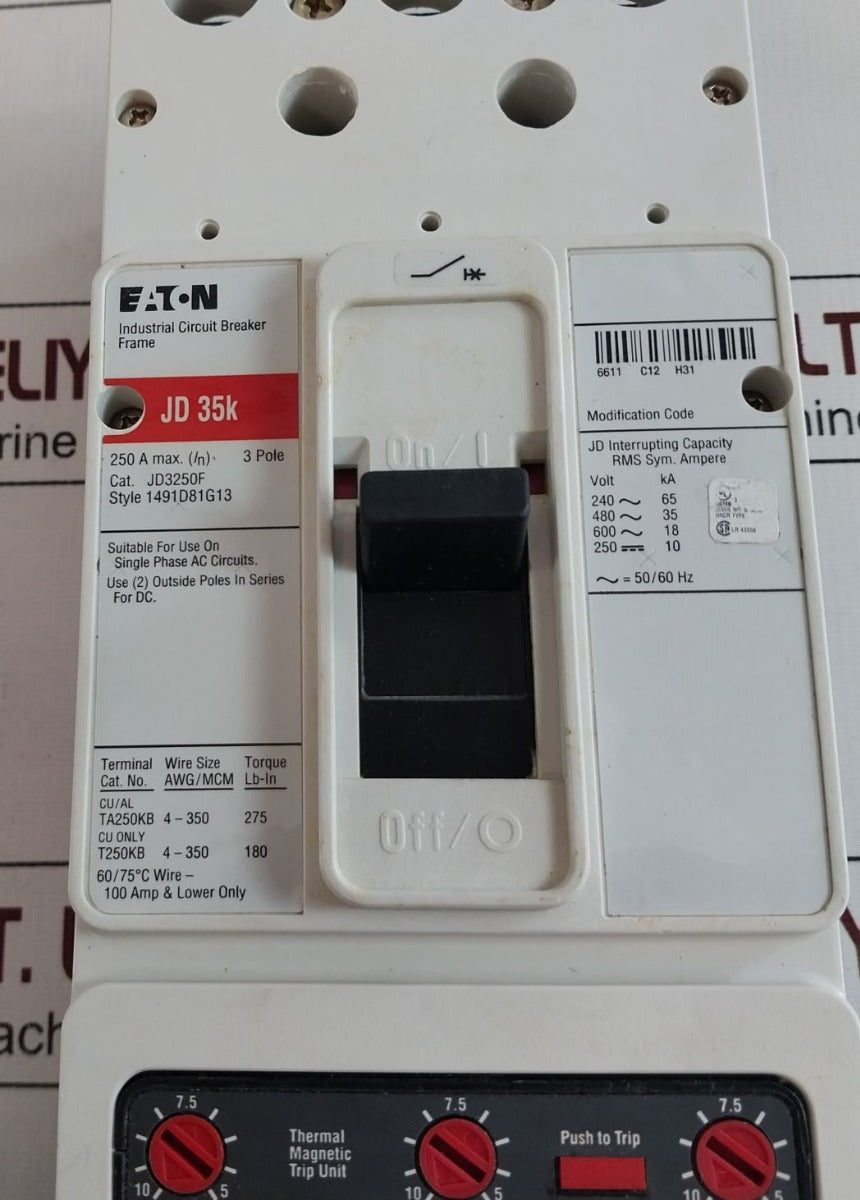 EATON
Industrial Circuit Breaker
Frame
JD 35k
250 A max. (In) 3 Pole
Cat. JD3250F
Style 1491D81G13
Suitable For Use On
Single Phase AC Circuits.
Use (2) Outside Poles In Series
For DC.
Terminal Wire Size Torque
Cat. No. AWG/MCM Lb-In
CU/AL
TA250KB 4-350 275
CU ONLY
T250KB 4-350 180
60/75°C Wire –
100 Amp & Lower Only
On/I
Off/O
6611 C12 H31
Modification Code
JD Interrupting Capacity
RMS Sym. Ampere
Volt kA
240 ~ 65
480 ~ 35
600 ~ 18
250 ⎓ 10
LR 43556
~ = 50/60 Hz
7.5
10
5
Thermal
Magnetic
Trip Unit
7.5
10
5
Push to Trip
7.5
10
5